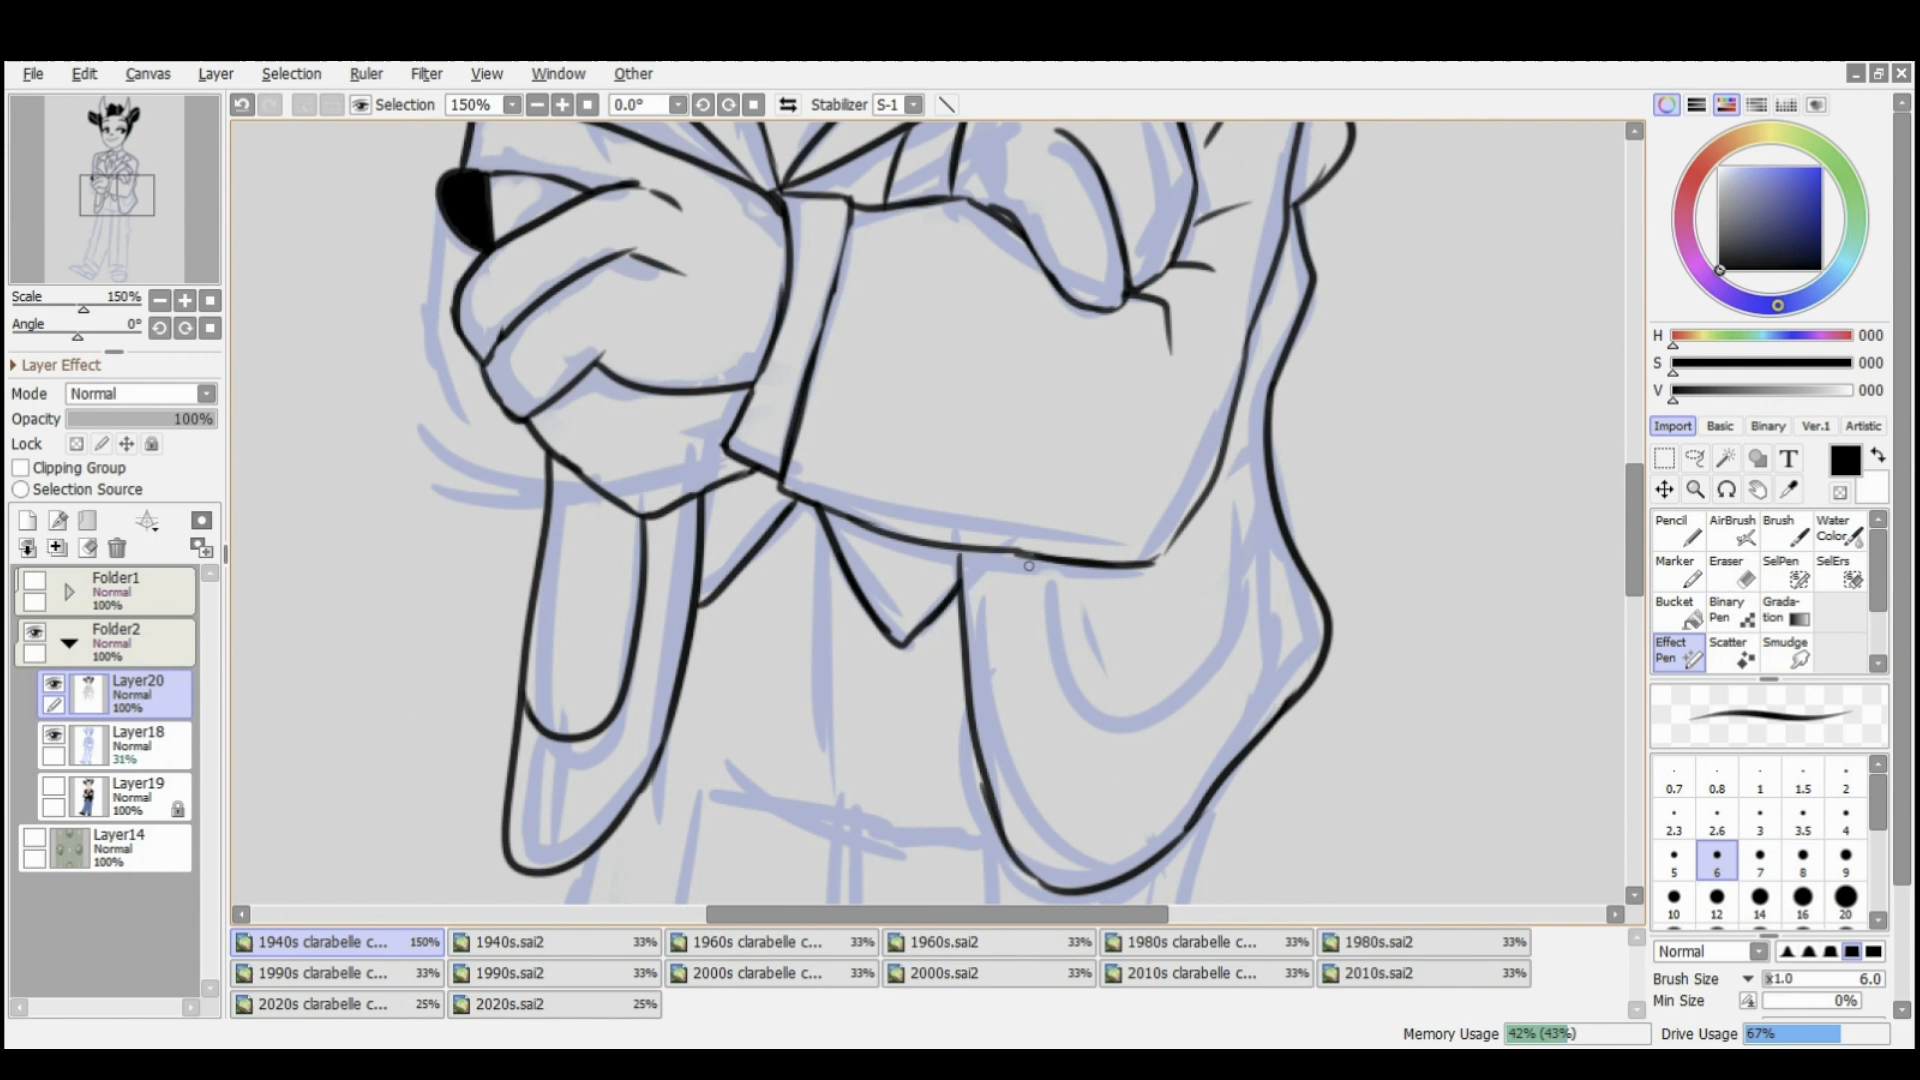 File Edit Canvas Layer Selection Ruler Filter View Window Other
Selection 150% 0.0° Stabilizer S-1
Scale 150%
Angle 0°
Layer Effect
Mode Normal
Opacity 100%
Lock
Clipping Group
Selection Source
Folder1
Normal
100%
Folder2
Normal
100%
Layer20
Normal
100%
Layer18
Normal
31%
Layer19
Normal
100%
Layer14
Normal
100%
H 000
S 000
V 000
Import Basic Binary Ver.1 Artistic
T
Pencil AirBrush Brush Water Color
Marker Eraser SelPen SelErs
Bucket Binary Pen Grada-tion
Effect Pen Scatter Smudge
0.7 0.8 1 1.5 2
2.3 2.6 3 3.5 4
5 6 7 8 9
10 12 14 16 20
Normal
Brush Size x1.0 6.0
Min Size 0%
1940s clarabelle c... 150% 1940s.sai2 33% 1960s clarabelle c... 33% 1960s.sai2 33% 1980s clarabelle c... 33% 1980s.sai2 33%
1990s clarabelle c... 33% 1990s.sai2 33% 2000s clarabelle c... 33% 2000s.sai2 33% 2010s clarabelle c... 33% 2010s.sai2 33%
2020s clarabelle c... 25% 2020s.sai2 25%
Memory Usage 42% (43%) Drive Usage 67%